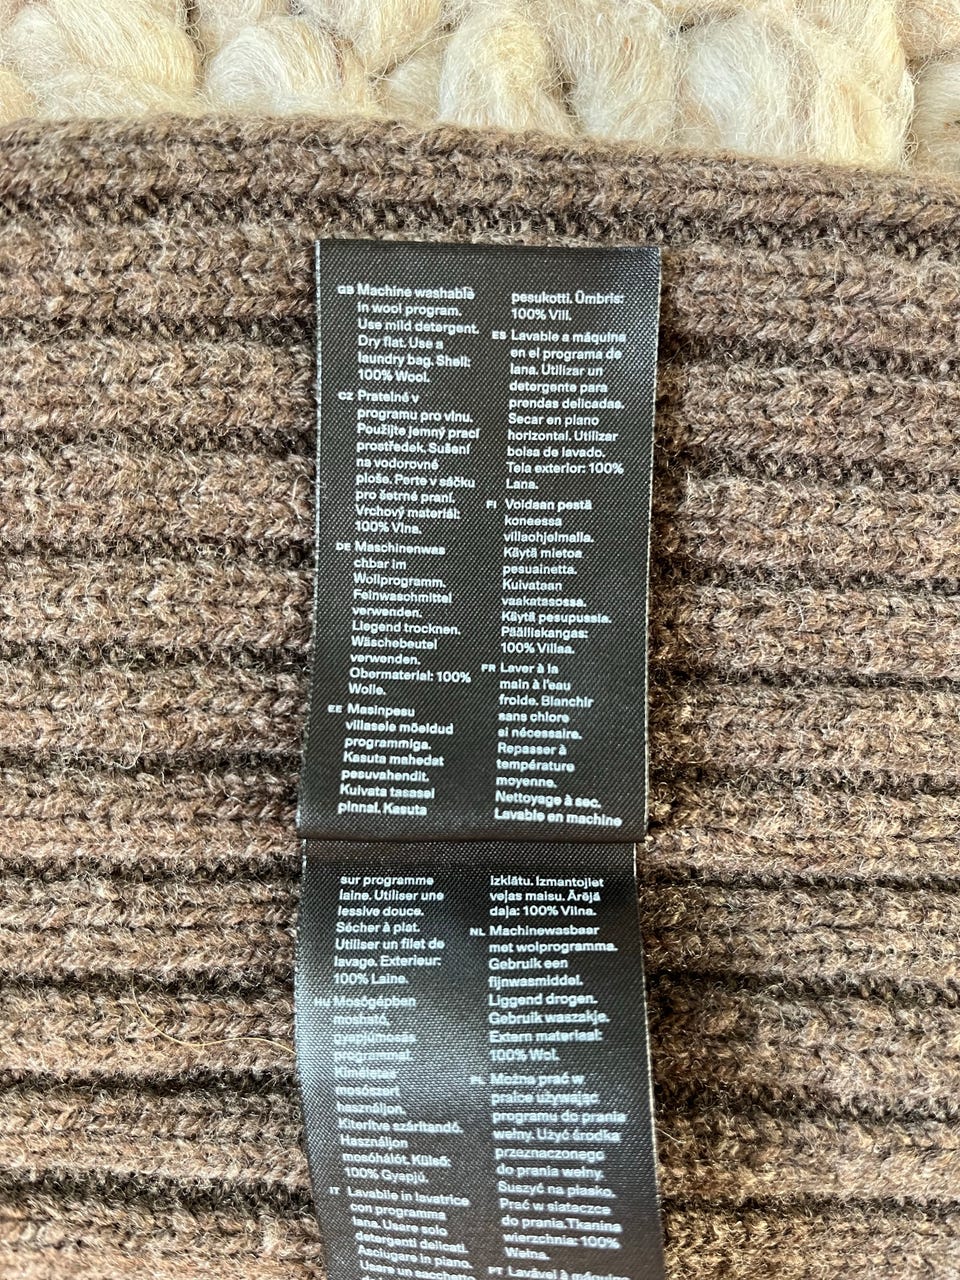 GB Machine washable
in wool program.
Use mild detergent.
Dry flat. Use a
laundry bag. Shell:
100% Wool.
CZ Pratelné v
programu pro vlnu.
Použijte jemný prací
prostředek. Sušení
na vodorovné
ploše. Perte v sáčku
pro šetrné praní.
Vrchový materiál:
100% Vlna.
DE Maschinenwas
chbar im
Wollprogramm.
Feinwaschmittel
verwenden.
Liegend trocknen.
Wäschebeutel
verwenden.
Obermaterial: 100%
Wolle.
EE Masinpesu
villasele mõeldud
programmiga.
Kasuta mahedat
pesuvahendit.
Kuivata tasasel
pinnal. Kasuta
pesukotti. Ümbris:
100% Vill.
ES Lavable a máquina
en el programa de
lana. Utilizar un
detergente para
prendas delicadas.
Secar en plano
horizontal. Utilizar
bolsa de lavado.
Tela exterior: 100%
Lana.
FI Voidaan pestä
koneessa
villaohjelmalla.
Käytä mietoa
pesuainetta.
Kuivataan
vaakatasossa.
Käytä pesupussia.
Päälliskangas:
100% Villaa.
FR Laver à la
main à l'eau
froide. Blanchir
sans chlore
si nécessaire.
Repasser à
température
moyenne.
Nettoyage à sec.
Lavable en machine
sur programme
laine. Utiliser une
lessive douce.
Sécher à plat.
Utiliser un filet de
lavage. Exterieur:
100% Laine.
HU Mosógépben
mosható,
gyapjúmosás
programmal.
Kíméletes
mosószert
használjon.
Kiterítve szárítandó.
Használjon
mosóhálót. Külső:
100% Gyapjú.
IT Lavabile in lavatrice
con programma
lana. Usare solo
detergenti delicati.
Asciugare in piano.
Usare un sacchetto
izklātu. Izmantojiet
veļas maisu. Ārējā
daļa: 100% Vilna.
NL Machinewasbaar
met wolprogramma.
Gebruik een
fijnwasmiddel.
Liggend drogen.
Gebruik waszakje.
Extern materiaal:
100% Wol.
PL Można prać w
pralce używając
programu do prania
wełny. Użyć środka
przeznaczonego
do prania wełny.
Suszyć na płasko.
Prać w siateczce
do prania. Tkanina
wierzchnia: 100%
Wełna.
PT Lavável à máquina